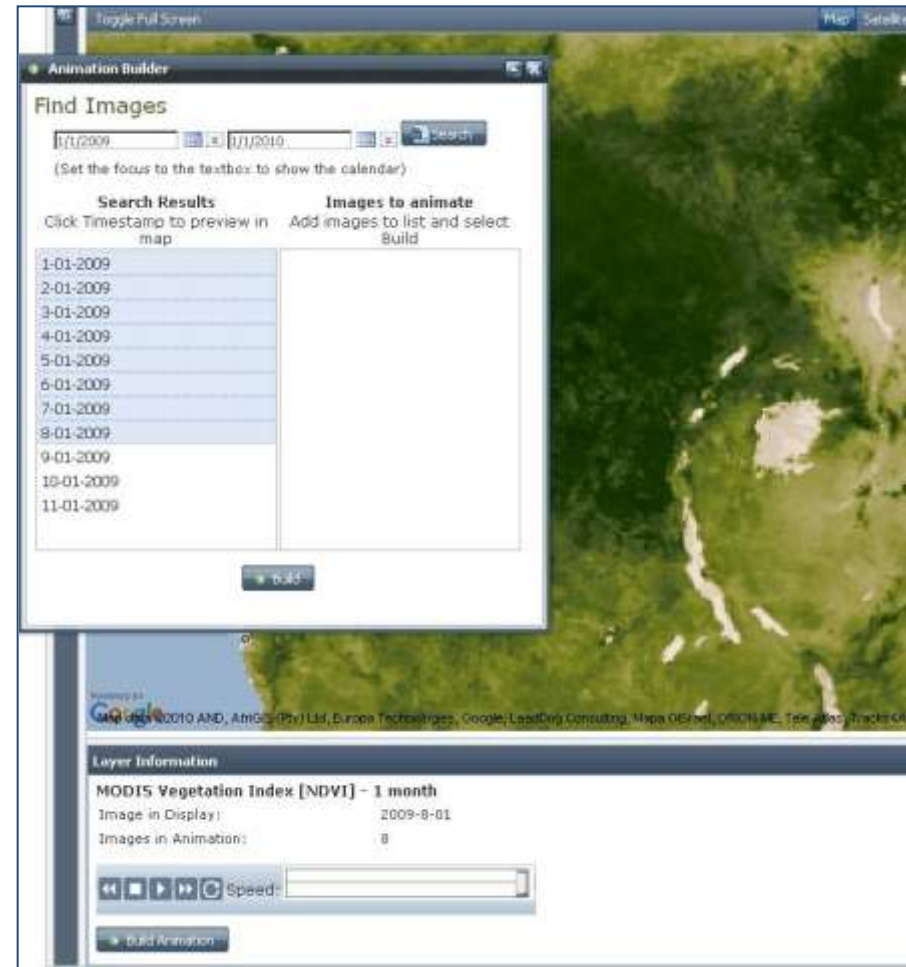 Toggle Full Screen
Map Satellite
Animation Builder
Find Images
1/1/2009 1/1/2010 Search
(Set the focus to the textbox to show the calendar)
Search Results
Click Timestamp to preview in
map
Images to animate
Add images to list and select
Build
1-01-2009
2-01-2009
3-01-2009
4-01-2009
5-01-2009
6-01-2009
7-01-2009
8-01-2009
9-01-2009
10-01-2009
11-01-2009
Build
POWERED BY
Google
Map data ©2010 AND, AfriGIS (Pty) Ltd, Europa Technologies, Google, LeadDog Consulting, Mapa GISrael, ORION-ME, Tele Atlas,
Layer Information
MODIS Vegetation Index [NDVI] - 1 month
Image in Display: 2009-8-01
Images in Animation: 8
Speed:
Build Animation